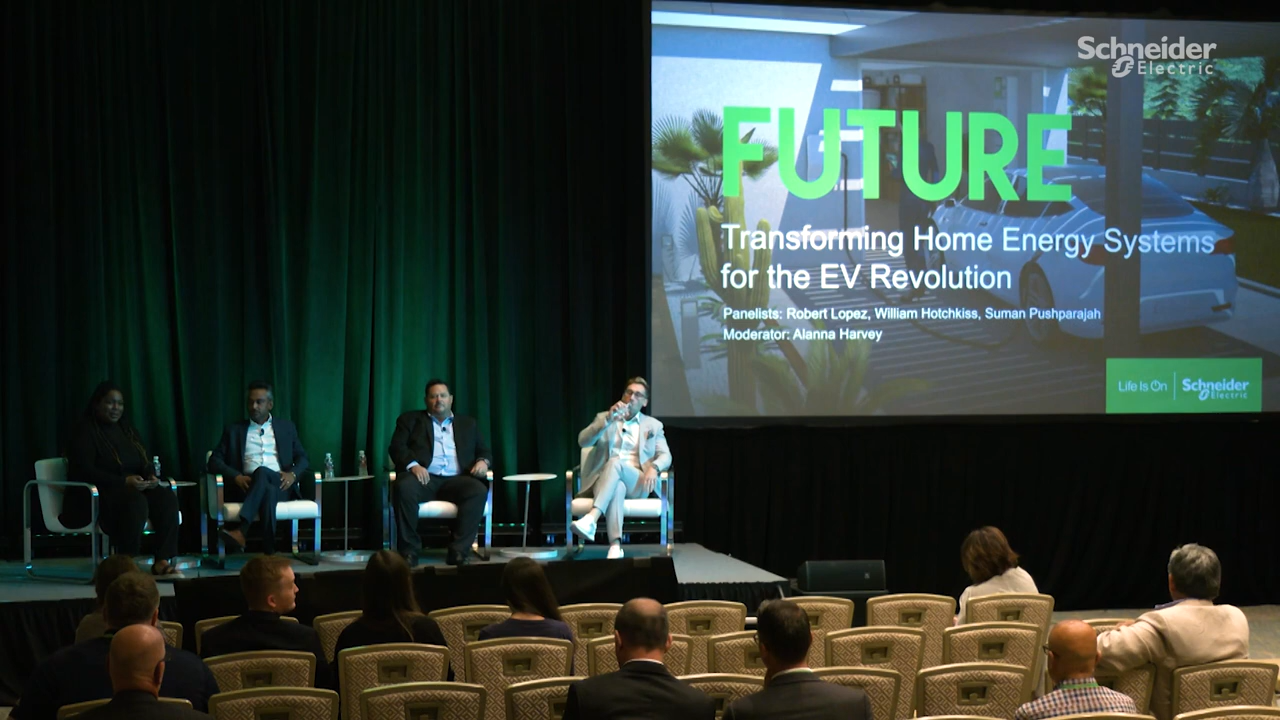 Schneider
Electric
FUTURE
Transforming Home Energy Systems
for the EV Revolution
Panelists: Robert Lopez, William Hotchkiss, Suman Pushparajah
Moderator: Alanna Harvey
Life Is On
Schneider
Electric